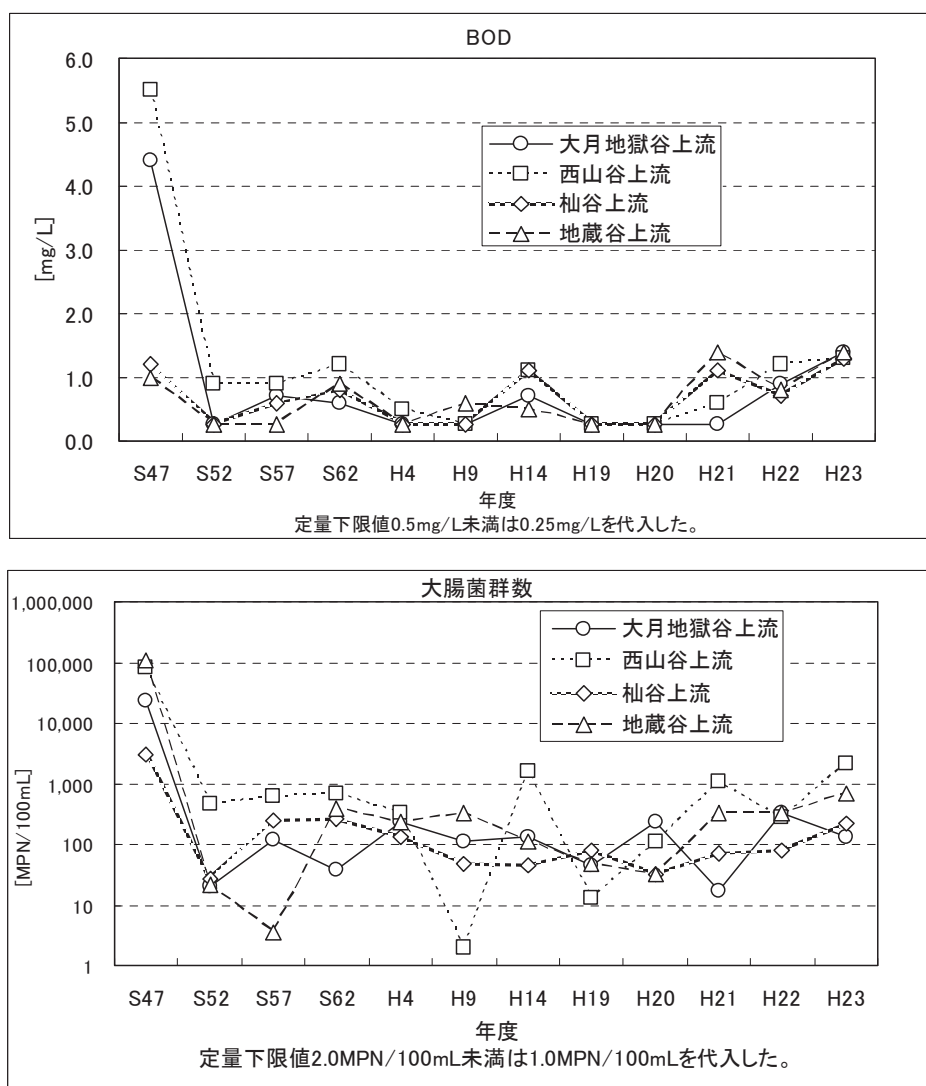 BOD
6.0
5.0
4.0
3.0
2.0
1.0
0.0
[mg/L]
大月地獄谷上流
西山谷上流
杣谷上流
地蔵谷上流
S47 S52 S57 S62 H4 H9 H14 H19 H20 H21 H22 H23
年度
定量下限値0.5mg/L未満は0.25mg/Lを代入した。
大腸菌群数
1,000,000
100,000
10,000
1,000
100
10
1
[MPN/100mL]
大月地獄谷上流
西山谷上流
杣谷上流
地蔵谷上流
S47 S52 S57 S62 H4 H9 H14 H19 H20 H21 H22 H23
年度
定量下限値2.0MPN/100mL未満は1.0MPN/100mLを代入した。